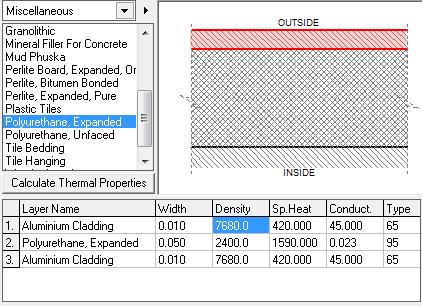 Miscellaneous
Granolithic
Mineral Filler For Concrete
Mud Phuska
Perlite Board, Expanded, Or
Perlite, Bitumen Bonded
Perlite, Expanded, Pure
Plastic Tiles
Polyurethane, Expanded
Polyurethane, Unfaced
Tile Bedding
Tile Hanging
Calculate Thermal Properties
OUTSIDE
INSIDE
Layer Name Width Density Sp.Heat Conduct. Type
1. Aluminium Cladding 0.010 7680.0 420.000 45.000 65
2. Polyurethane, Expanded 0.050 2400.0 1590.000 0.023 95
3. Aluminium Cladding 0.010 7680.0 420.000 45.000 65